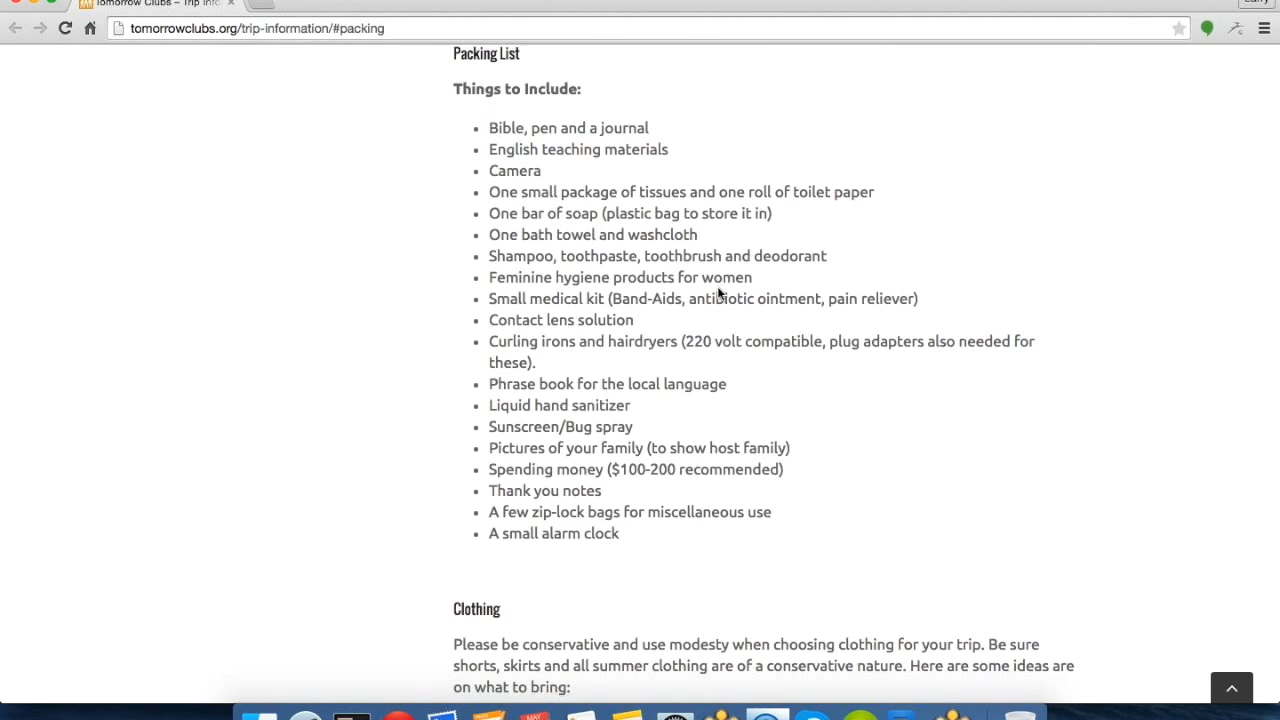 Tomorrow Clubs – Trip Info
Larry
tomorrowclubs.org/trip-information/#packing
Packing List
Things to Include:
Bible, pen and a journal
English teaching materials
Camera
One small package of tissues and one roll of toilet paper
One bar of soap (plastic bag to store it in)
One bath towel and washcloth
Shampoo, toothpaste, toothbrush and deodorant
Feminine hygiene products for women
Small medical kit (Band-Aids, antibiotic ointment, pain reliever)
Contact lens solution
Curling irons and hairdryers (220 volt compatible, plug adapters also needed for
these).
Phrase book for the local language
Liquid hand sanitizer
Sunscreen/Bug spray
Pictures of your family (to show host family)
Spending money ($100-200 recommended)
Thank you notes
A few zip-lock bags for miscellaneous use
A small alarm clock
Clothing
Please be conservative and use modesty when choosing clothing for your trip. Be sure
shorts, skirts and all summer clothing are of a conservative nature. Here are some ideas are
on what to bring:
MAY